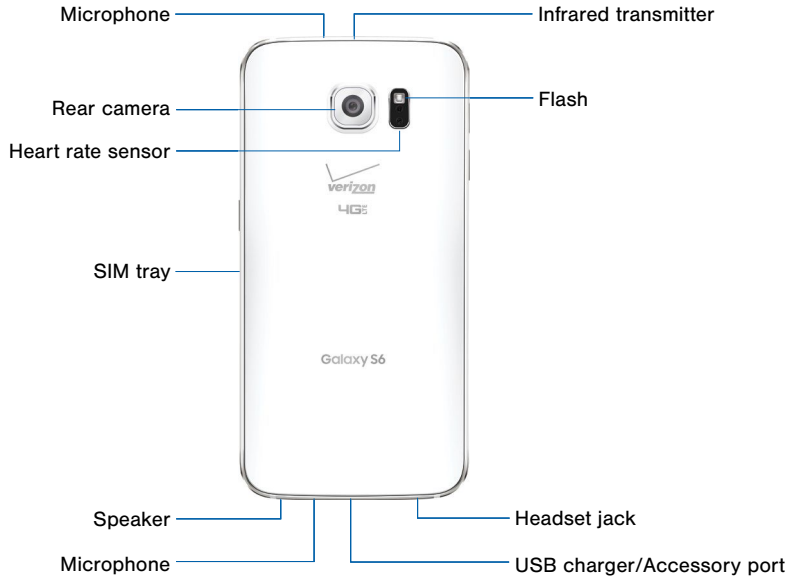 Microphone
Infrared transmitter
Rear camera
Flash
Heart rate sensor
verizon
4G LTE
SIM tray
Galaxy S6
Speaker
Headset jack
Microphone
USB charger/Accessory port